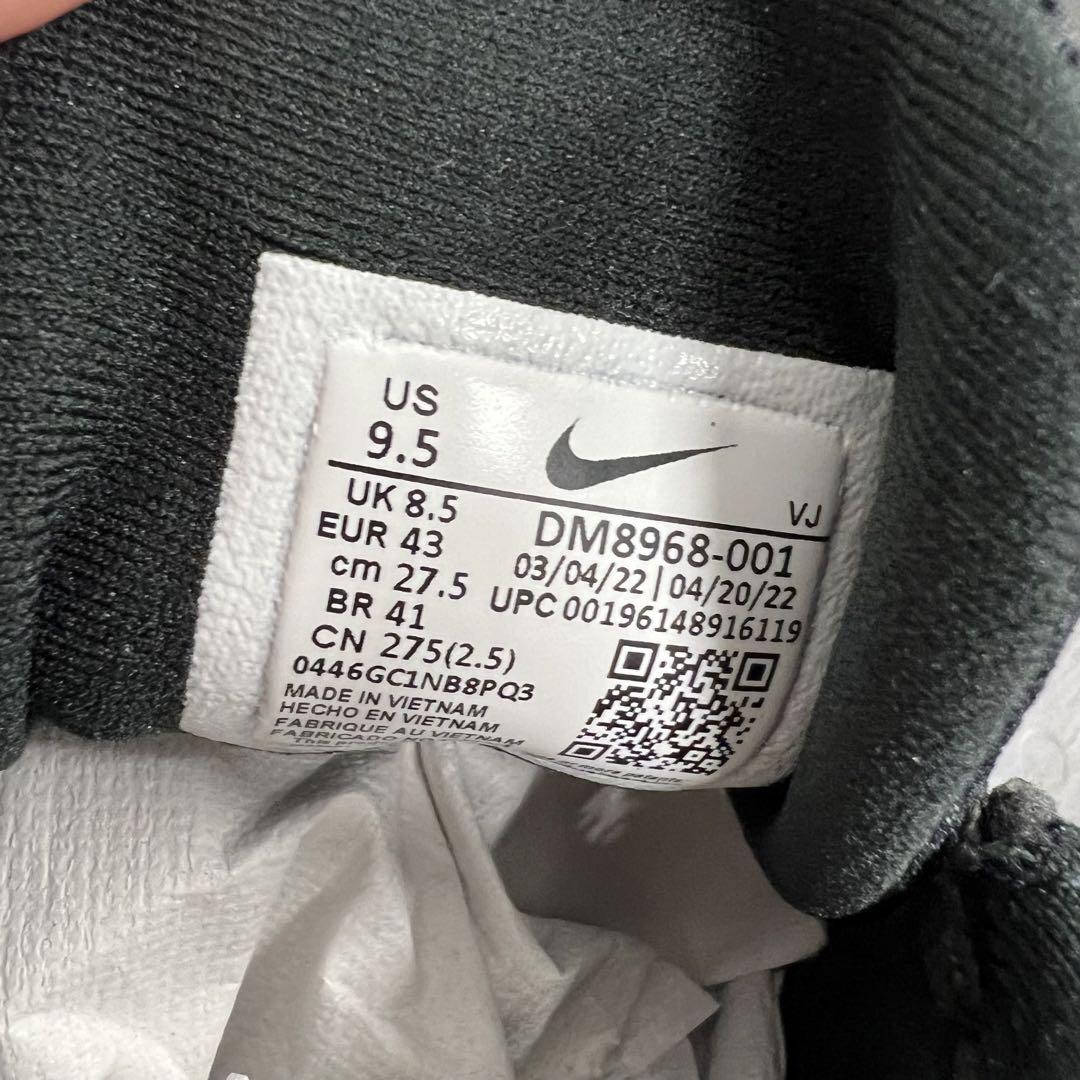 US
9.5
UK 8.5
EUR 43
cm 27.5
BR 41
CN 275(2.5)
0446GC1NB8PQ3
MADE IN VIETNAM
HECHO EN VIETNAM
FABRIQUE AU VIETNAM
VJ
DM8968-001
03/04/22|04/20/22
UPC 00196148916119